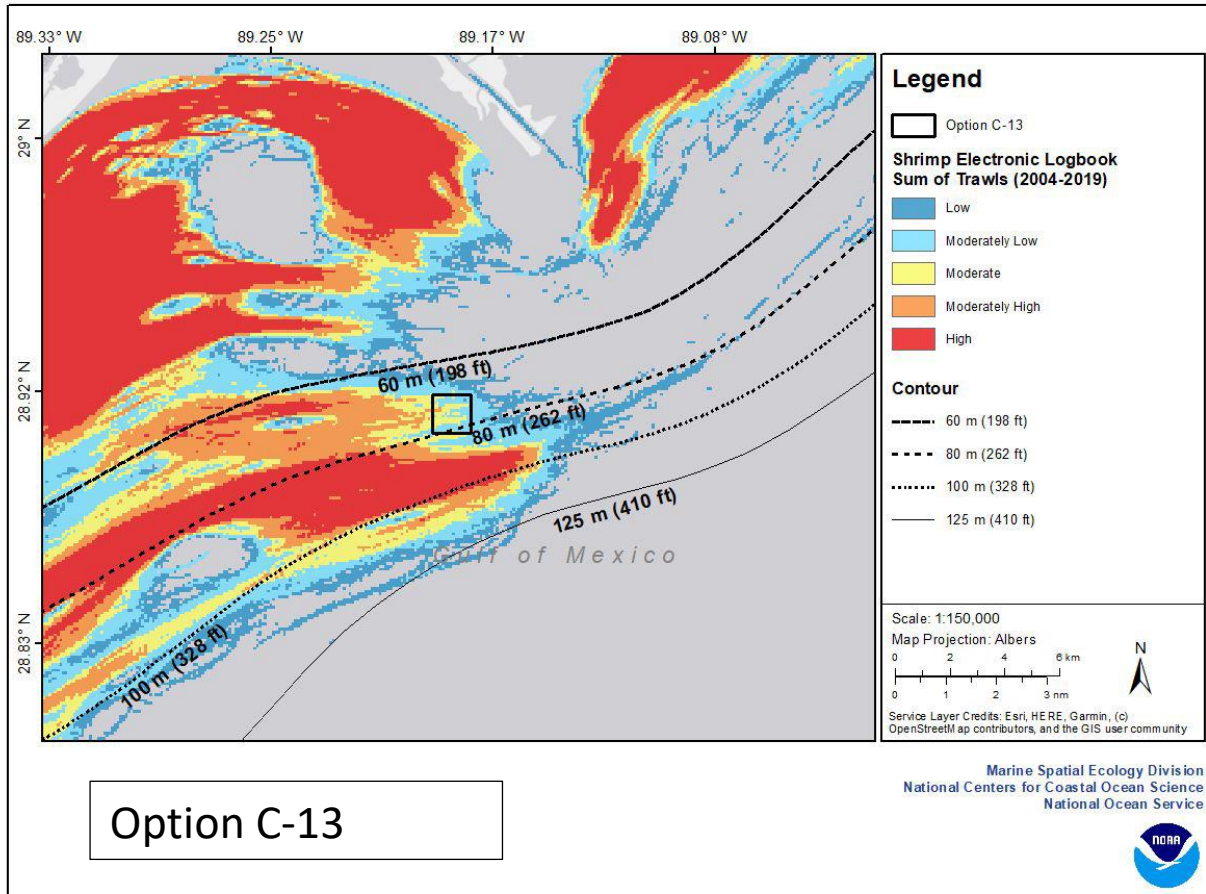 89.33° W
89.25° W
89.17° W
89.08° W
29° N
28.92° N
28.83° N
60 m (198 ft)
80 m (262 ft)
125 m (410 ft)
Gulf of Mexico
100 m (328 ft)
Legend
Option C-13
Shrimp Electronic Logbook
Sum of Trawls (2004-2019)
Low
Moderately Low
Moderate
Moderately High
High
Contour
60 m (198 ft)
80 m (262 ft)
100 m (328 ft)
125 m (410 ft)
Scale: 1:150,000
Map Projection: Albers
0 2 4 6 km
0 1 2 3 nm
N
Service Layer Credits: Esri, HERE, Garmin, (c)
OpenStreetMap contributors, and the GIS user community
Option C-13
Marine Spatial Ecology Division
National Centers for Coastal Ocean Science
National Ocean Service
NOAA